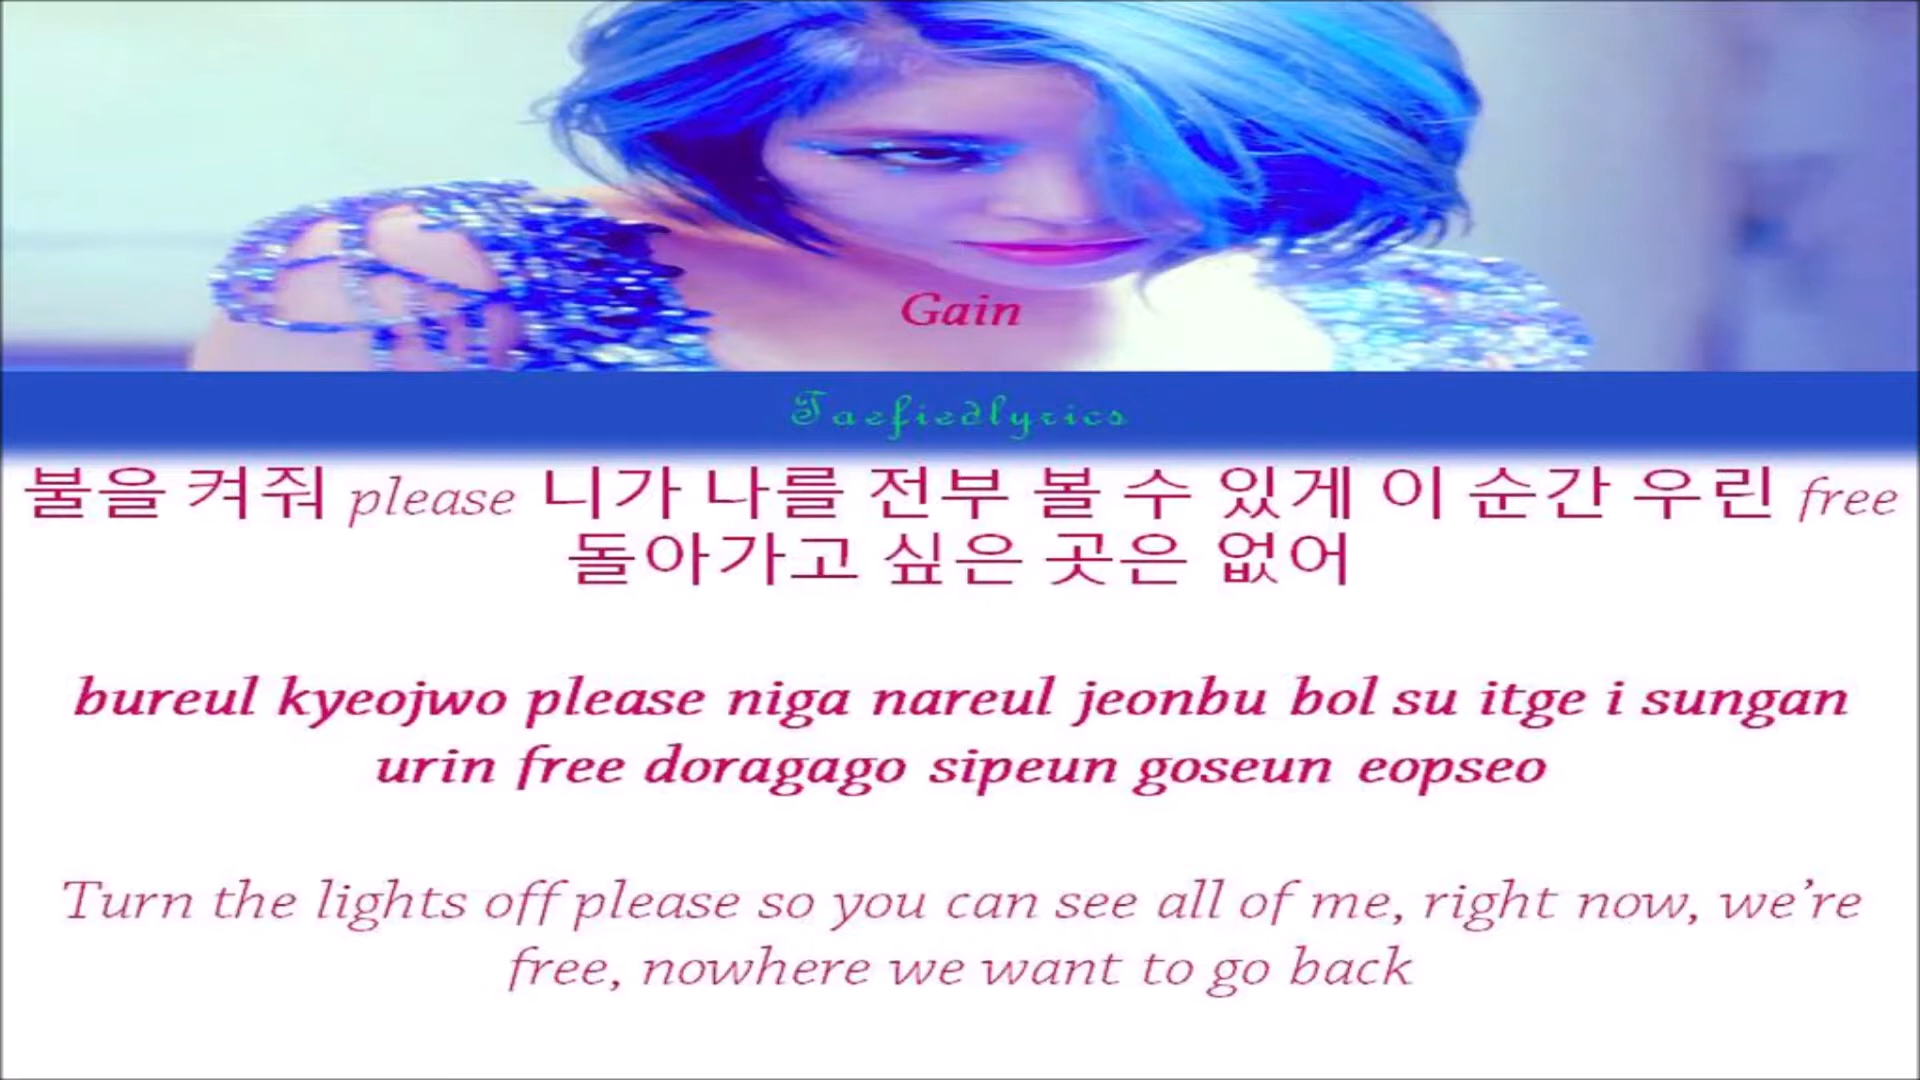 Gain
Taefiedlyrics
불을 켜줘 please 니가 나를 전부 볼 수 있게 이 순간 우린 free
돌아가고 싶은 곳은 없어
bureul kyeojwo please niga nareul jeonbu bol su itge i sungan
urin free doragago sipeun goseun eopseo
Turn the lights off please so you can see all of me, right now, we’re
free, nowhere we want to go back